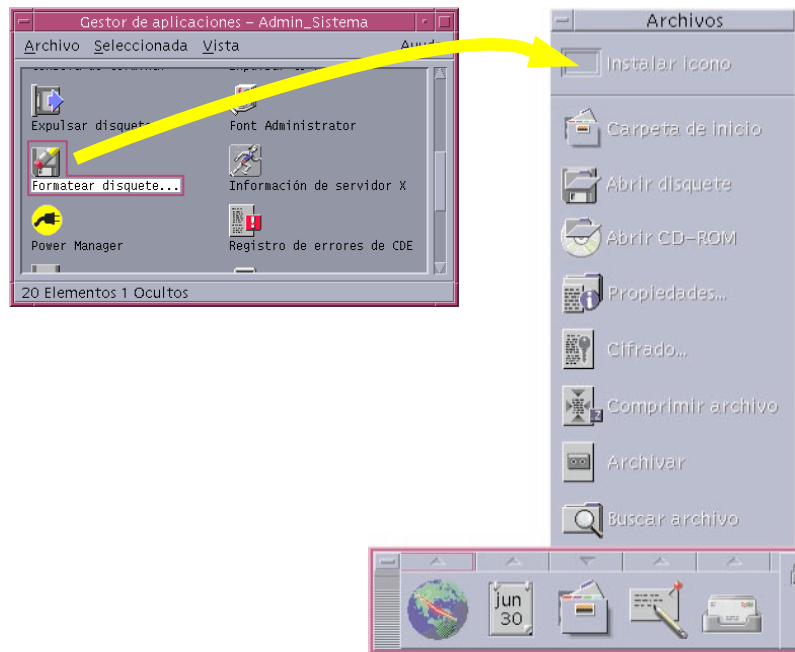 Gestor de aplicaciones – Admin_Sistema
Archivo Seleccionada Vista
Expulsar disquete
Font Administrator
Formatear disquete...
Información de servidor X
Power Manager
Registro de errores de CDE
20 Elementos 1 Ocultos
Archivos
Instalar icono
Carpeta de inicio
Abrir disquete
Abrir CD-ROM
Propiedades...
Cifrado...
Comprimir archivo
Archivar
Buscar archivo
jun
30